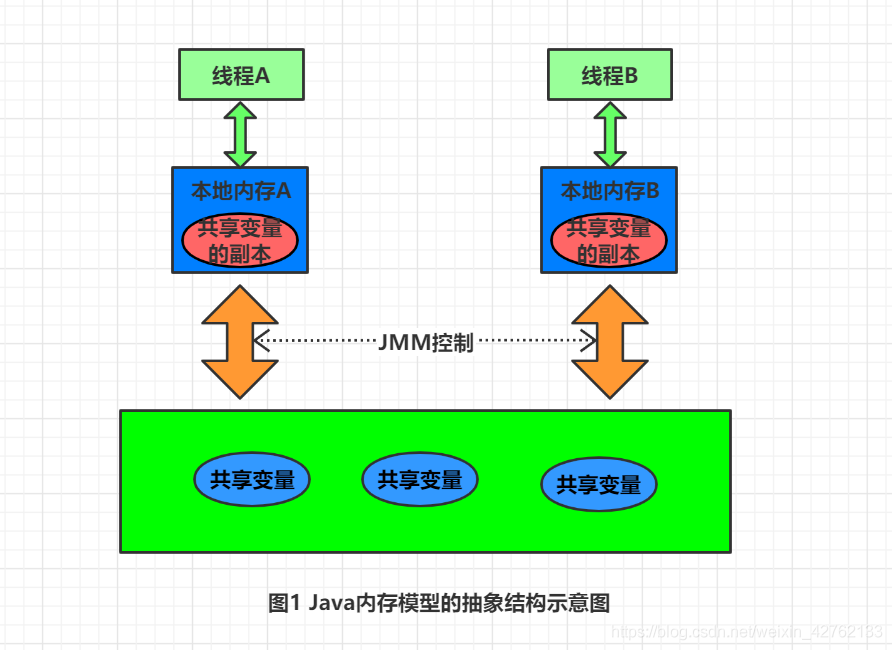 线程A
线程B
本地内存A
本地内存B
共享变量
的副本
共享变量
的副本
JMM控制
共享变量
共享变量
共享变量
图1 Java内存模型的抽象结构示意图
https://blog.csdn.net/weixin_42762133